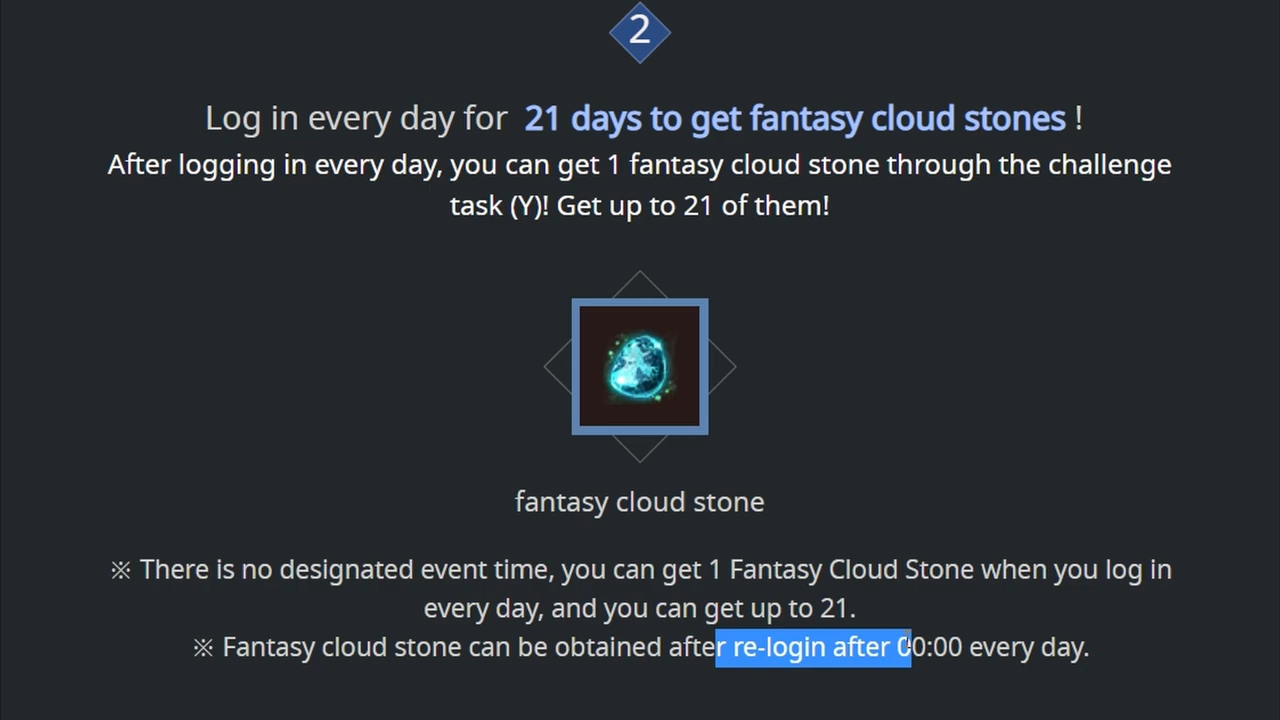 2
Log in every day for 21 days to get fantasy cloud stones !
After logging in every day, you can get 1 fantasy cloud stone through the challenge
task (Y)! Get up to 21 of them!
fantasy cloud stone
※ There is no designated event time, you can get 1 Fantasy Cloud Stone when you log in
every day, and you can get up to 21.
※ Fantasy cloud stone can be obtained after re-login after 00:00 every day.